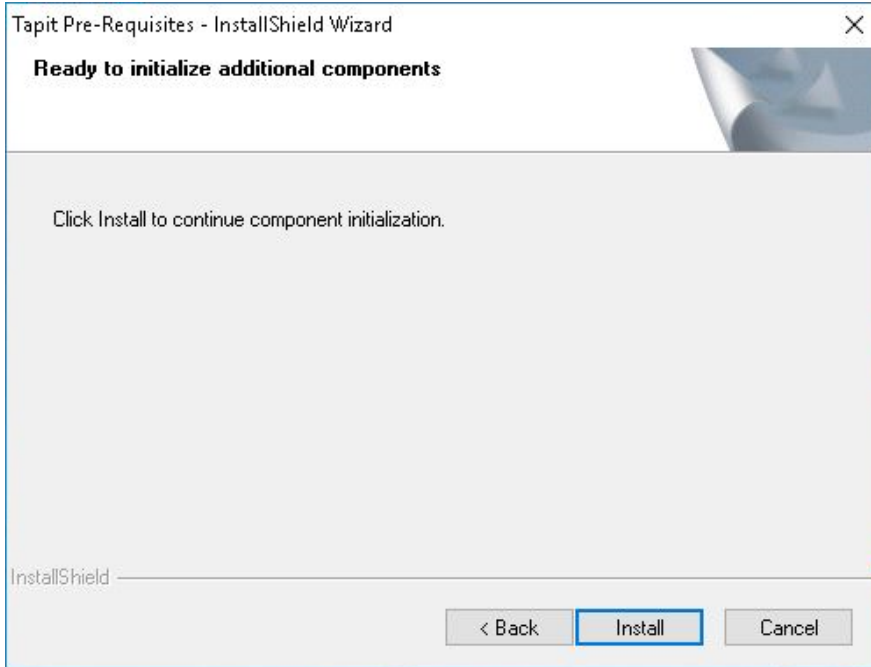 Tapit Pre-Requisites - InstallShield Wizard
Ready to initialize additional components
Click Install to continue component initialization.
InstallShield
< Back
Install
Cancel